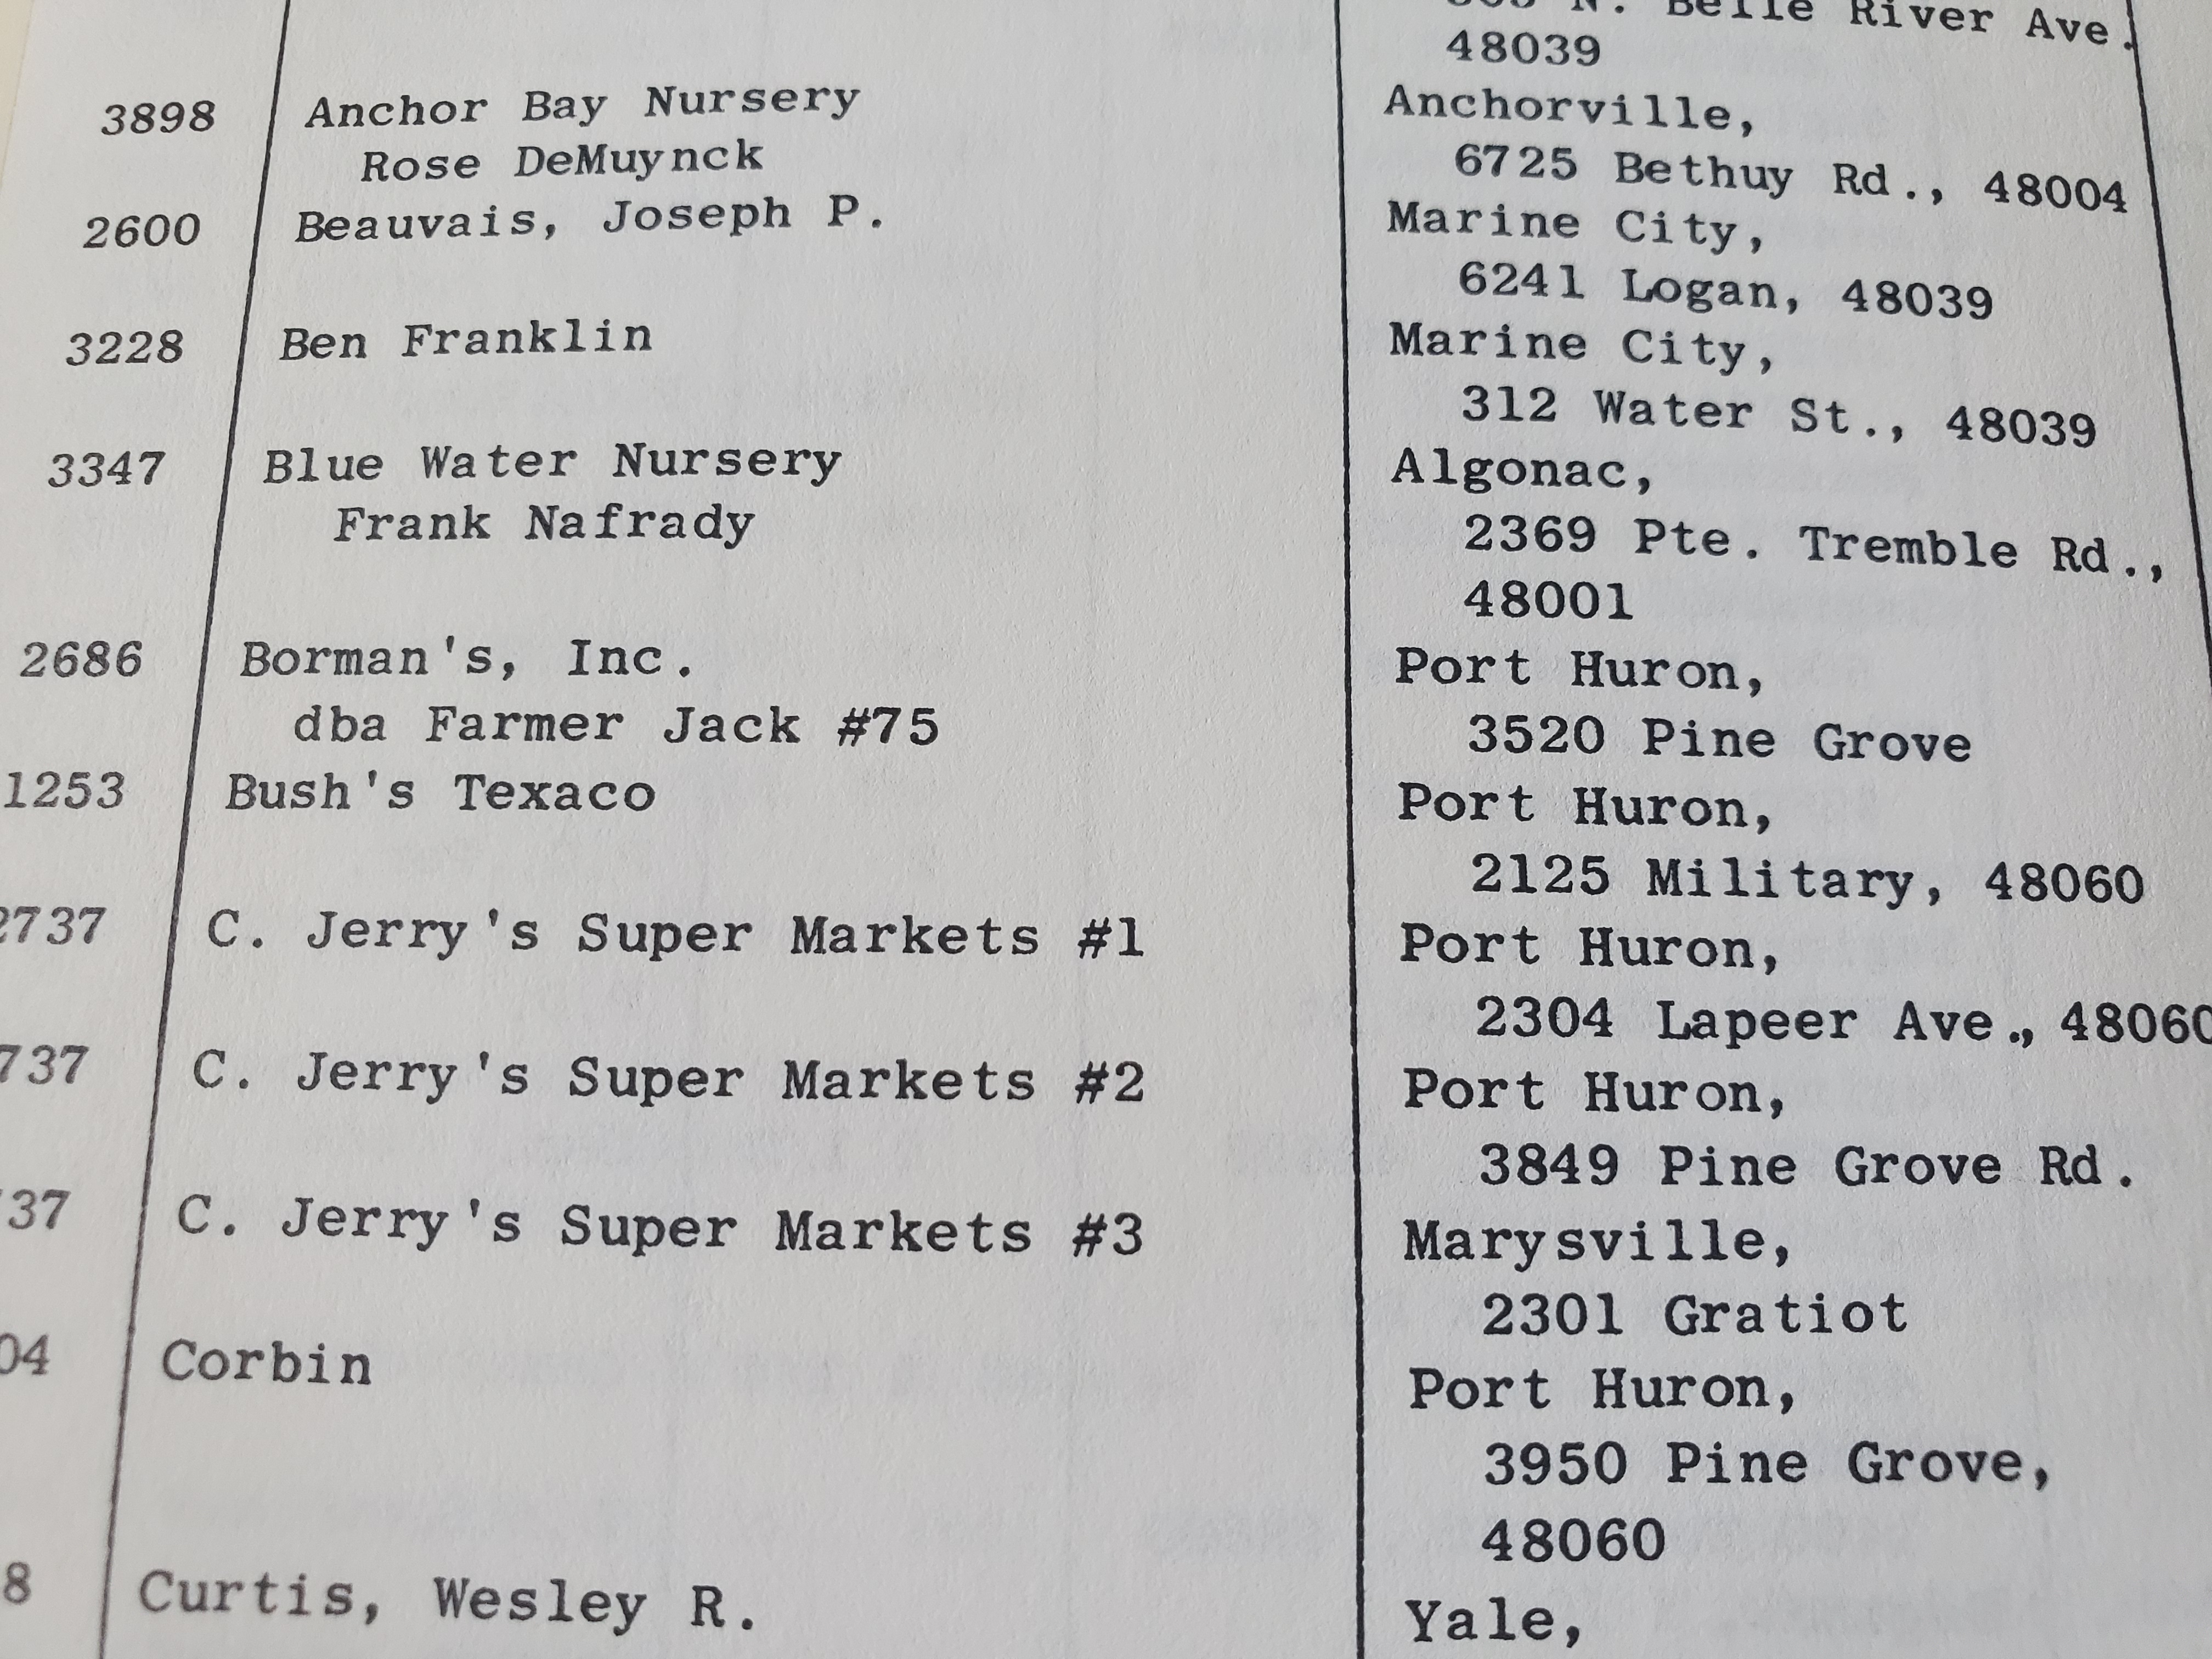 N. Belle River Ave.
48039
3898 Anchor Bay Nursery Anchorville,
Rose DeMuynck 6725 Bethuy Rd., 48004
2600 Beauvais, Joseph P. Marine City,
6241 Logan, 48039
3228 Ben Franklin Marine City,
312 Water St., 48039
3347 Blue Water Nursery Algonac,
Frank Nafrady 2369 Pte. Tremble Rd.,
48001
2686 Borman's, Inc. Port Huron,
dba Farmer Jack #75 3520 Pine Grove
1253 Bush's Texaco Port Huron,
2125 Military, 48060
2737 C. Jerry's Super Markets #1 Port Huron,
2304 Lapeer Ave., 48060
737 C. Jerry's Super Markets #2 Port Huron,
3849 Pine Grove Rd.
37 C. Jerry's Super Markets #3 Marysville,
2301 Gratiot
04 Corbin Port Huron,
3950 Pine Grove,
48060
8 Curtis, Wesley R. Yale,